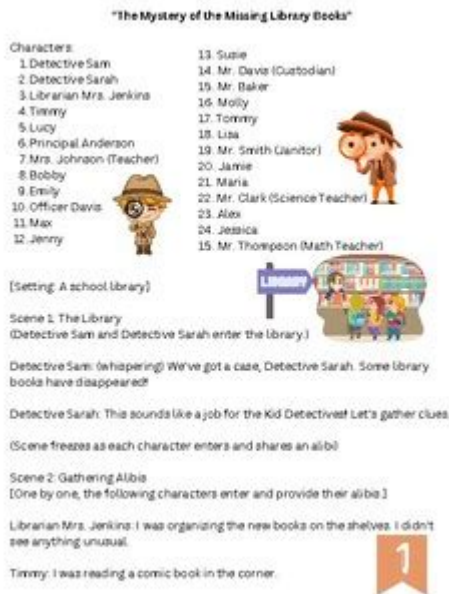 "The Mystery of the Missing Library Books"
Characters:
1. Detective Sam
2. Detective Sarah
3. Librarian Mrs. Jenkins
4. Timmy
5. Lucy
6. Principal Anderson
7. Mrs. Johnson (Teacher)
8. Bobby
9. Emily
10. Officer Davis
11. Max
12. Jenny
13. Susie
14. Mr. Davis (Custodian)
15. Mr. Baker
16. Molly
17. Tommy
18. Lisa
19. Mr. Smith (Janitor)
20. Jamie
21. Maria
22. Mr. Clark (Science Teacher)
23. Alex
24. Jessica
15. Mr. Thompson (Math Teacher)
LIBRARY
[Setting: A school library]
Scene 1: The Library
(Detective Sam and Detective Sarah enter the library.)
Detective Sam: (whispering) We've got a case, Detective Sarah. Some library
books have disappeared!
Detective Sarah: This sounds like a job for the Kid Detectives! Let's gather clues.
(Scene freezes as each character enters and shares an alibi)
Scene 2: Gathering Alibis
[One by one, the following characters enter and provide their alibis.]
Librarian Mrs. Jenkins: I was organizing the new books on the shelves. I didn't
see anything unusual.
Timmy: I was reading a comic book in the corner.
1